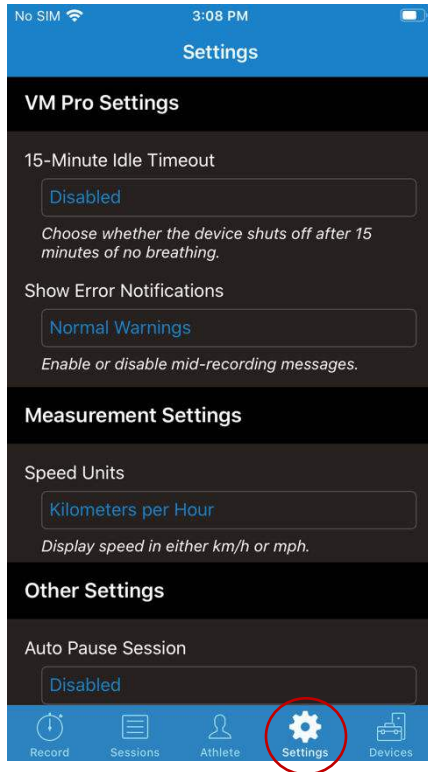 No SIM 3:08 PM
Settings
VM Pro Settings
15-Minute Idle Timeout
Disabled
Choose whether the device shuts off after 15
minutes of no breathing.
Show Error Notifications
Normal Warnings
Enable or disable mid-recording messages.
Measurement Settings
Speed Units
Kilometers per Hour
Display speed in either km/h or mph.
Other Settings
Auto Pause Session
Disabled
Record Sessions Athlete Settings Devices